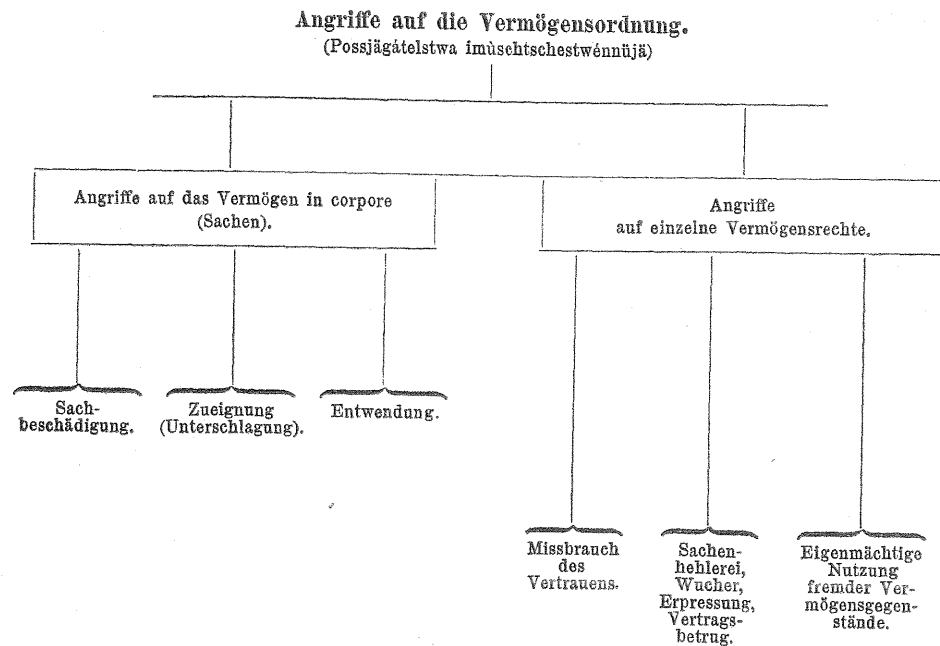 Angriffe auf die Vermögensordnung.
(Possjägátelstwa imùschtschestwénnüjä)
Angriffe auf das Vermögen in corpore
(Sachen).
Angriffe
auf einzelne Vermögensrechte.
Sach-
beschädigung.
Zueignung
(Unterschlagung).
Entwendung.
Missbrauch
des
Vertrauens.
Sachen-
hehlerei,
Wucher,
Erpressung,
Vertrags-
betrug.
Eigenmächtige
Nutzung
fremder Ver-
mögensgegen-
stände.